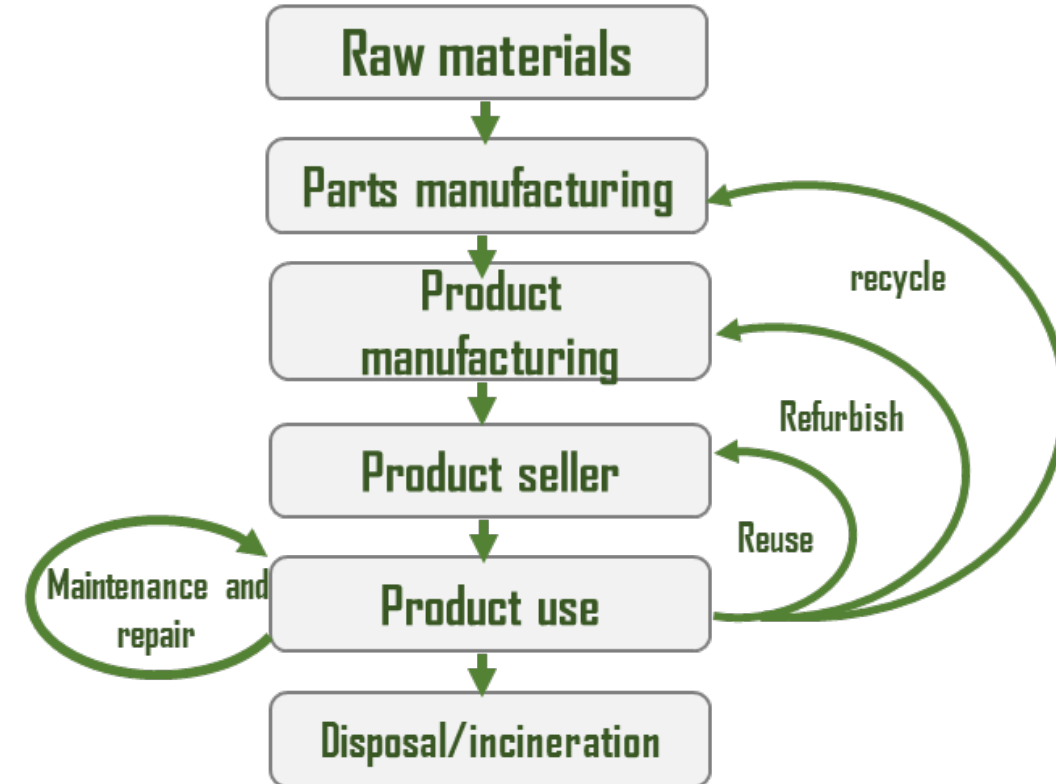 Raw materials
Parts manufacturing
recycle
Product
manufacturing
Refurbish
Product seller
Reuse
Maintenance and
repair
Product use
Disposal/incineration